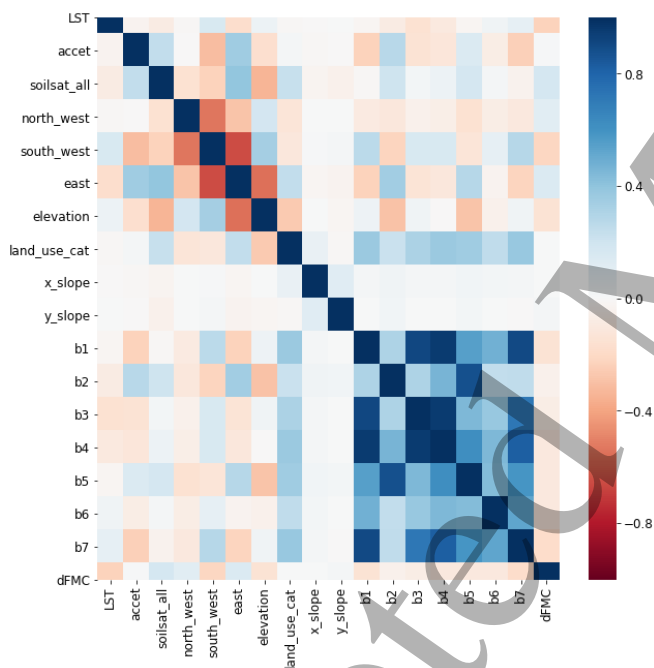 LST
accet
soilsat_all
north_west
south_west
east
elevation
land_use_cat
x_slope
y_slope
b1
b2
b3
b4
b5
b6
b7
dFMC
LST
accet
soilsat_all
north_west
south_west
east
elevation
land_use_cat
x_slope
y_slope
b1
b2
b3
b4
b5
b6
b7
dFMC
0.8
0.4
0.0
−0.4
−0.8
ted